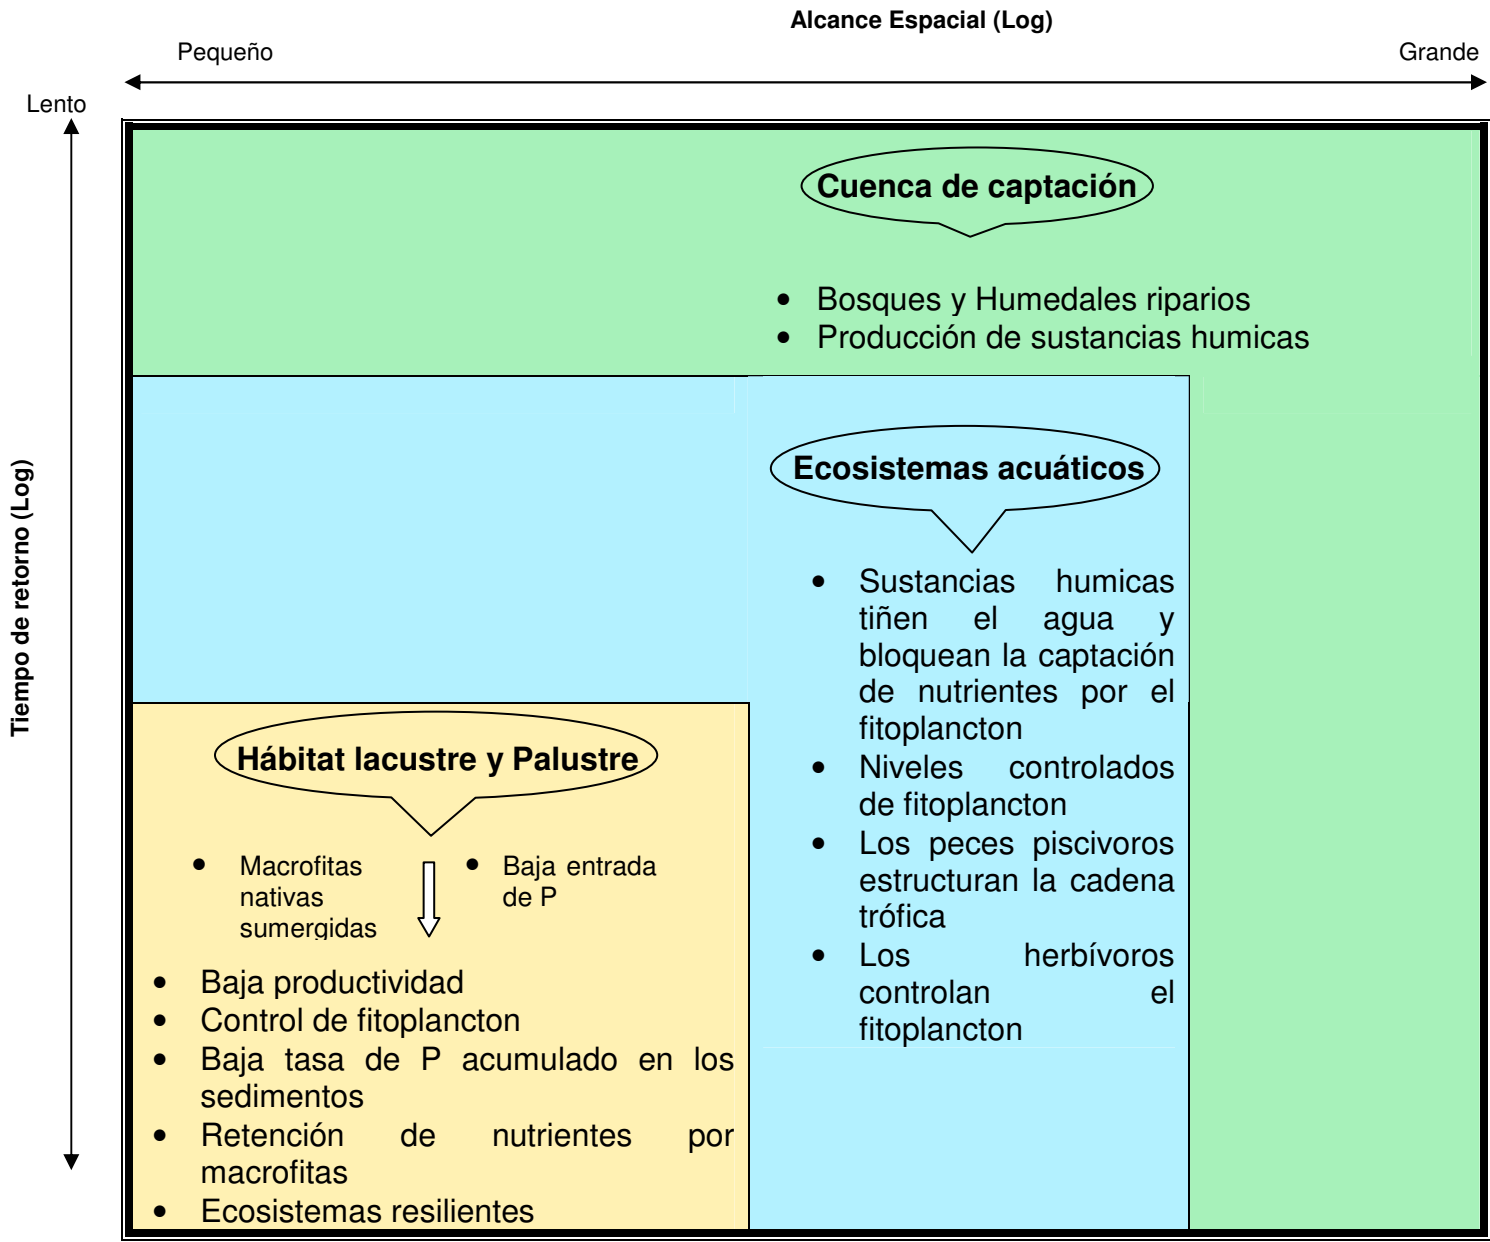 Alcance Espacial (Log)
Pequeño
Grande
Lento
Tiempo de retorno (Log)
Cuenca de captación
• Bosques y Humedales riparios
• Producción de sustancias humicas
Ecosistemas acuáticos
• Sustancias humicas
tiñen el agua y
bloquean la captación
de nutrientes por el
fitoplancton
• Niveles controlados
de fitoplancton
• Los peces piscivoros
estructuran la cadena
trófica
• Los herbívoros
controlan el
fitoplancton
Hábitat lacustre y Palustre
• Macrofitas
nativas
sumergidas
• Baja entrada
de P
• Baja productividad
• Control de fitoplancton
• Baja tasa de P acumulado en los
sedimentos
• Retención de nutrientes por
macrofitas
• Ecosistemas resilientes